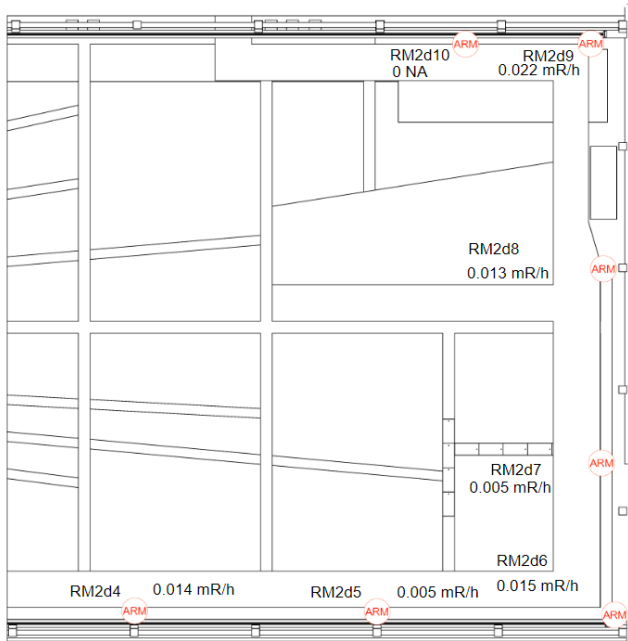 ARM
ARM
RM2d10
0 NA
RM2d9
0.022 mR/h
RM2d8
0.013 mR/h
ARM
ARM
RM2d7
0.005 mR/h
RM2d6
0.015 mR/h
RM2d4 0.014 mR/h
RM2d5 0.005 mR/h
ARM
ARM
ARM